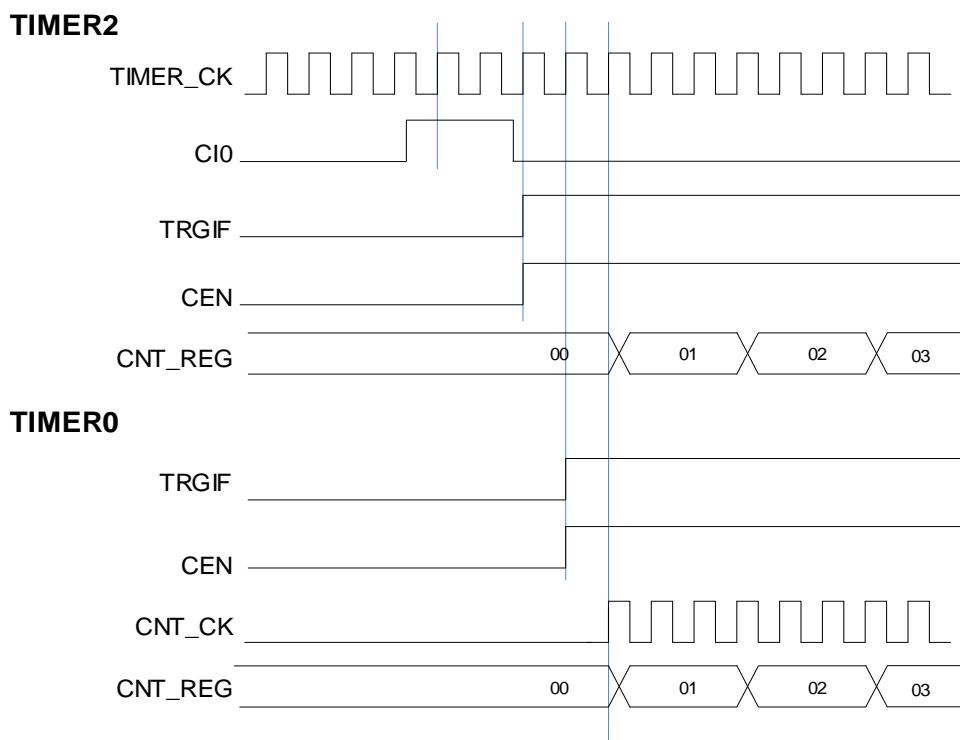 TIMER2
TIMER_CK
CI0
TRGIF
CEN
CNT_REG 00 01 02 03
TIMER0
TRGIF
CEN
CNT_CK
CNT_REG 00 01 02 03